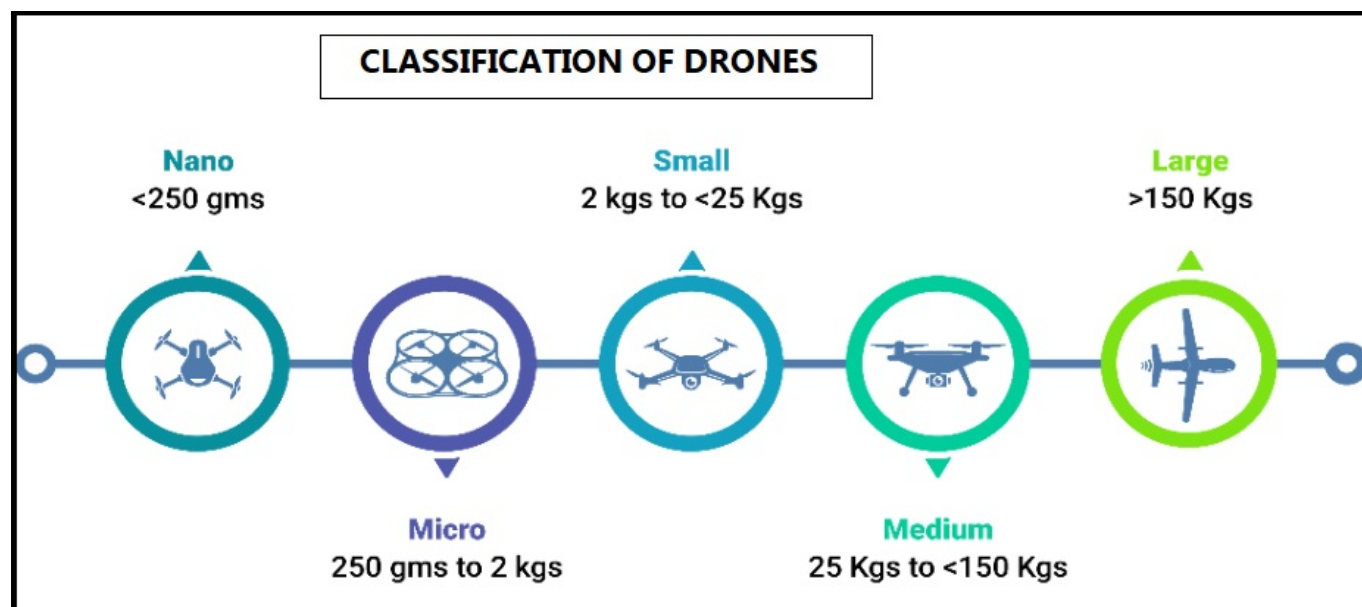 CLASSIFICATION OF DRONES
Nano
<250 gms
Micro
250 gms to 2 kgs
Small
2 kgs to <25 Kgs
Medium
25 Kgs to <150 Kgs
Large
>150 Kgs